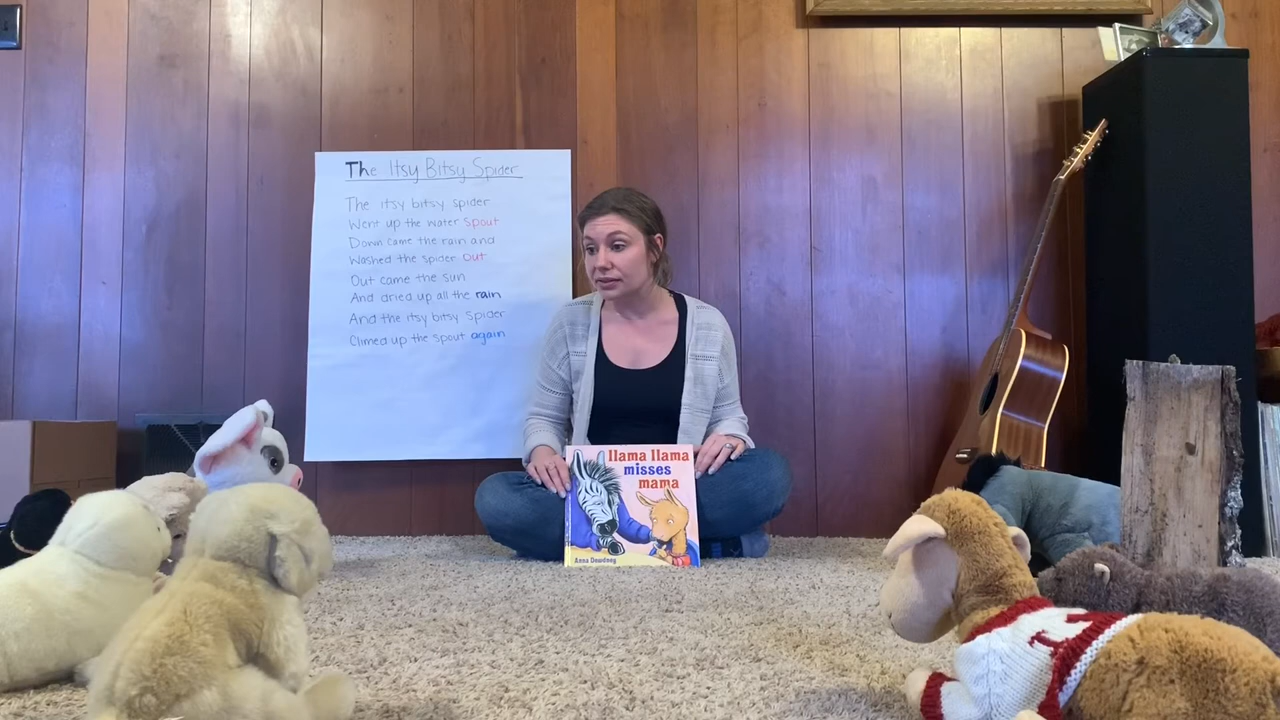 The Itsy Bitsy Spider
The itsy bitsy spider
Went up the water spout
Down came the rain and
Washed the spider out
Out came the sun
And dried up all the rain
And the itsy bitsy spider
Climed up the spout again
llama llama
misses
mama
Anna Dewdney